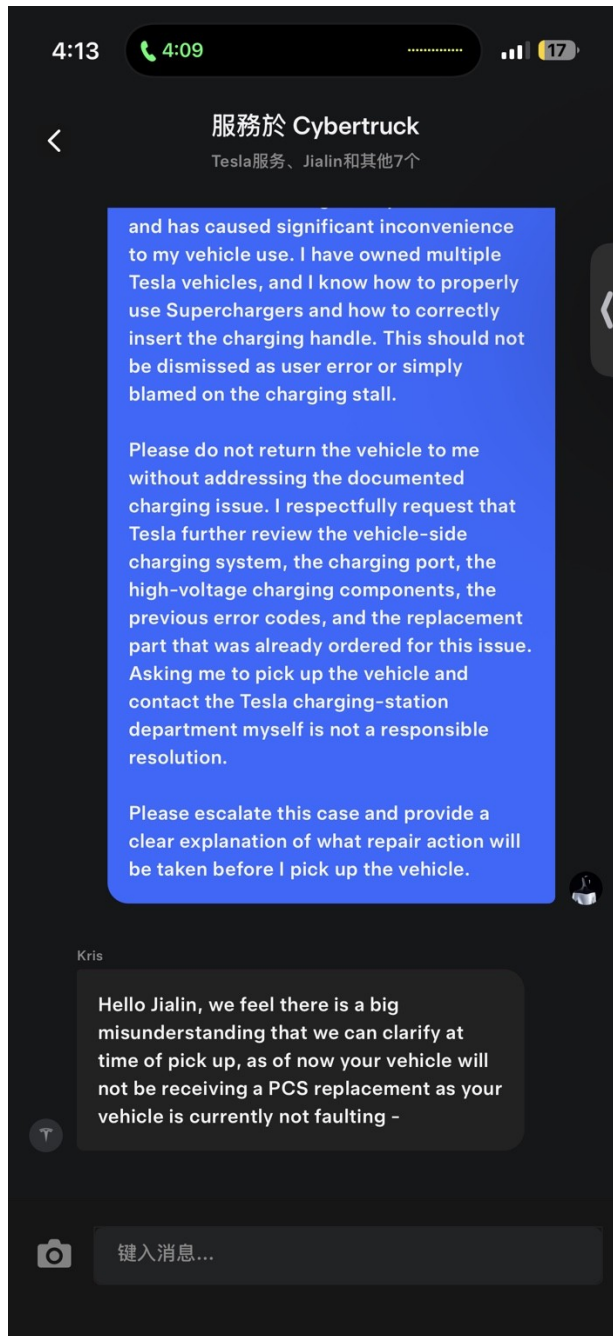 4:13
4:09
17
服務於 Cybertruck
Tesla服务、Jialin和其他7个
and has caused significant inconvenience
to my vehicle use. I have owned multiple
Tesla vehicles, and I know how to properly
use Superchargers and how to correctly
insert the charging handle. This should not
be dismissed as user error or simply
blamed on the charging stall.
Please do not return the vehicle to me
without addressing the documented
charging issue. I respectfully request that
Tesla further review the vehicle-side
charging system, the charging port, the
high-voltage charging components, the
previous error codes, and the replacement
part that was already ordered for this issue.
Asking me to pick up the vehicle and
contact the Tesla charging-station
department myself is not a responsible
resolution.
Please escalate this case and provide a
clear explanation of what repair action will
be taken before I pick up the vehicle.
Kris
Hello Jialin, we feel there is a big
misunderstanding that we can clarify at
time of pick up, as of now your vehicle will
not be receiving a PCS replacement as your
vehicle is currently not faulting -
键入消息...